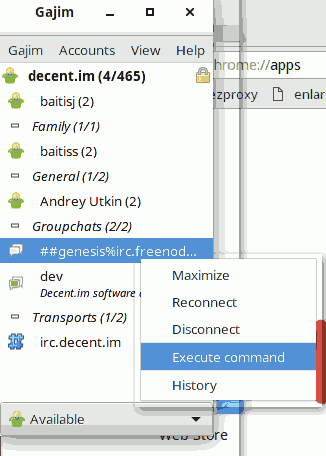 Gajim
Gajim Accounts View Help
decent.im (4/465)
hrome://apps
baitisj (2)
ezproxy
enlar
Family (1/1)
baitiss (2)
General (1/2)
Andrey Utkin (2)
Groupchats (2/2)
##genesis%irc.freenod...
dev
Decent.im software
Transports (1/2)
irc.decent.im
Maximize
Reconnect
Disconnect
Execute command
History
Available
Web Store